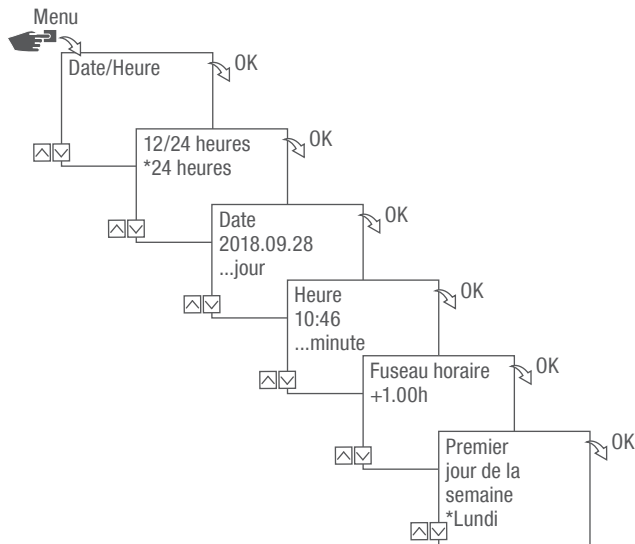 Menu
Date/Heure
OK
12/24 heures
*24 heures
OK
Date
2018.09.28
...jour
OK
Heure
10:46
...minute
OK
Fuseau horaire
+1.00h
OK
Premier
jour de la
semaine
*Lundi
OK